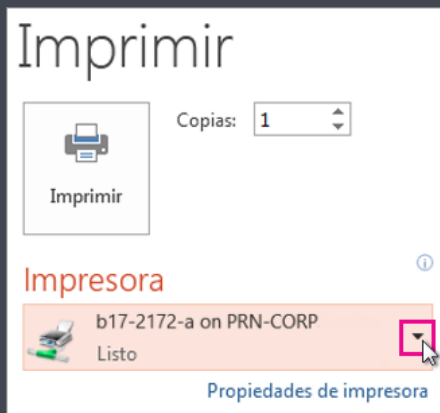 Imprimir
Copias: 1
Imprimir
Impresora
b17-2172-a on PRN-CORP
Listo
Propiedades de impresora